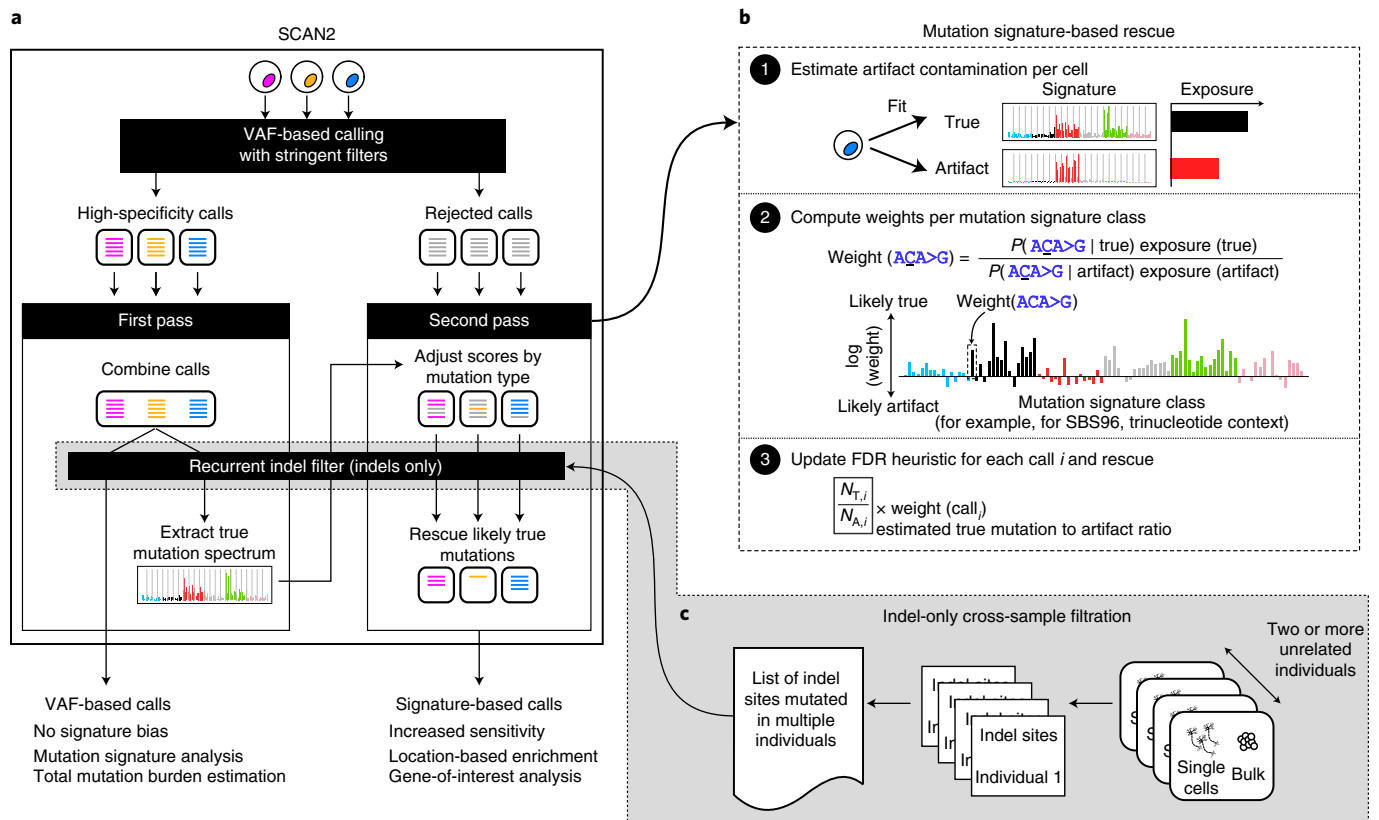 a
SCAN2
VAF-based calling
with stringent filters
High-specificity calls
Rejected calls
First pass
Second pass
Combine calls
Adjust scores by
mutation type
Recurrent indel filter (indels only)
Extract true
mutation spectrum
Rescue likely true
mutations
VAF-based calls
No signature bias
Mutation signature analysis
Total mutation burden estimation
Signature-based calls
Increased sensitivity
Location-based enrichment
Gene-of-interest analysis
b
Mutation signature-based rescue
1 Estimate artifact contamination per cell
Signature
Exposure
Fit
True
Artifact
2 Compute weights per mutation signature class
Weight (ACA>G) =
P(ACA>G | true) exposure (true)
P(ACA>G | artifact) exposure (artifact)
Likely true
Weight(ACA>G)
log
(weight)
Likely artifact
Mutation signature class
(for example, for SBS96, trinucleotide context)
3 Update FDR heuristic for each call i and rescue
N_T,i
N_A,i
× weight (call_i)
estimated true mutation to artifact ratio
c
Indel-only cross-sample filtration
Two or more
unrelated
individuals
List of indel
sites mutated
in multiple
individuals
Indel sites
Individual 1
Single
cells
Bulk